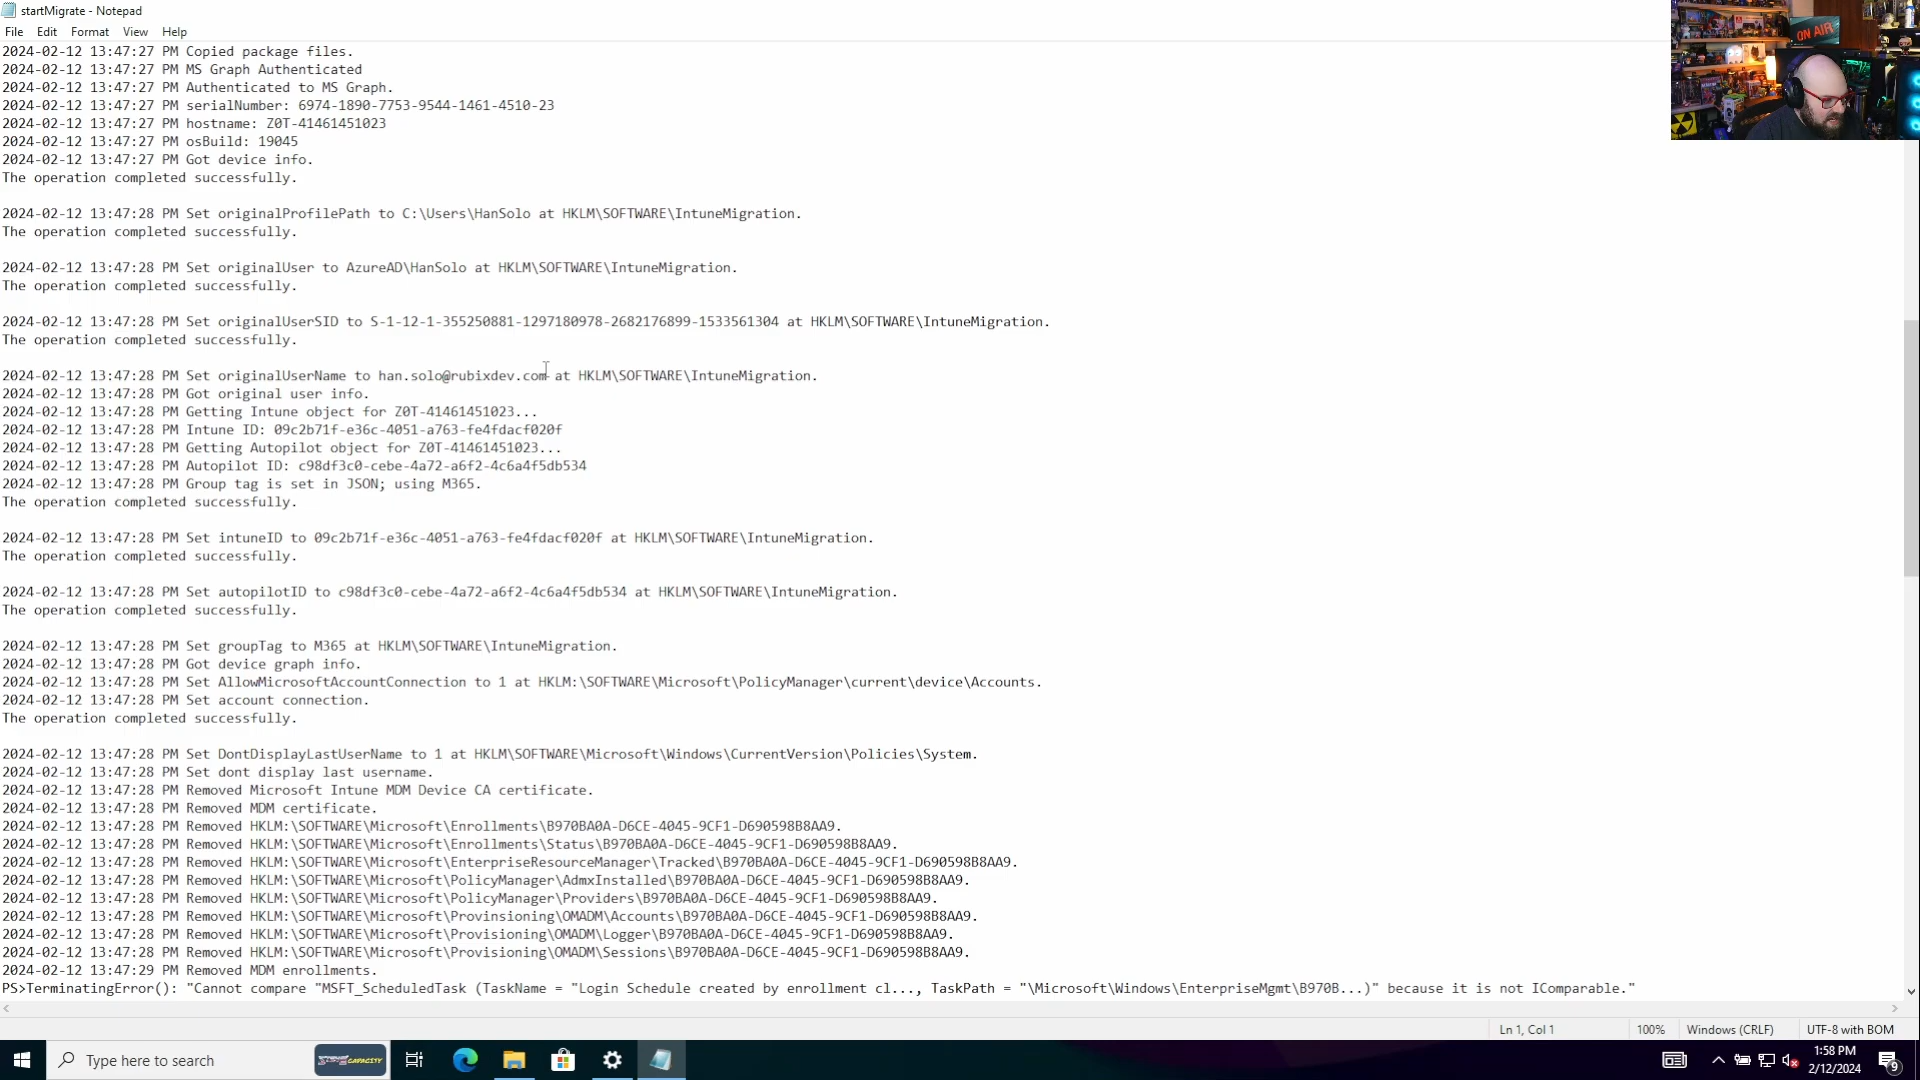 startMigrate - Notepad
File Edit Format View Help
2024-02-12 13:47:27 PM Copied package files.
2024-02-12 13:47:27 PM MS Graph Authenticated
2024-02-12 13:47:27 PM Authenticated to MS Graph.
2024-02-12 13:47:27 PM serialNumber: 6974-1890-7753-9544-1461-4510-23
2024-02-12 13:47:27 PM hostname: Z0T-41461451023
2024-02-12 13:47:27 PM osBuild: 19045
2024-02-12 13:47:27 PM Got device info.
The operation completed successfully.
2024-02-12 13:47:28 PM Set originalProfilePath to C:\Users\HanSolo at HKLM\SOFTWARE\IntuneMigration.
The operation completed successfully.
2024-02-12 13:47:28 PM Set originalUser to AzureAD\HanSolo at HKLM\SOFTWARE\IntuneMigration.
The operation completed successfully.
2024-02-12 13:47:28 PM Set originalUserSID to S-1-12-1-355250881-1297180978-2682176899-1533561304 at HKLM\SOFTWARE\IntuneMigration.
The operation completed successfully.
2024-02-12 13:47:28 PM Set originalUserName to han.solo@rubixdev.com at HKLM\SOFTWARE\IntuneMigration.
2024-02-12 13:47:28 PM Got original user info.
2024-02-12 13:47:28 PM Getting Intune object for Z0T-41461451023...
2024-02-12 13:47:28 PM Intune ID: 09c2b71f-e36c-4051-a763-fe4fdacf020f
2024-02-12 13:47:28 PM Getting Autopilot object for Z0T-41461451023...
2024-02-12 13:47:28 PM Autopilot ID: c98df3c0-cebe-4a72-a6f2-4c6a4f5db534
2024-02-12 13:47:28 PM Group tag is set in JSON; using M365.
The operation completed successfully.
2024-02-12 13:47:28 PM Set intuneID to 09c2b71f-e36c-4051-a763-fe4fdacf020f at HKLM\SOFTWARE\IntuneMigration.
The operation completed successfully.
2024-02-12 13:47:28 PM Set autopilotID to c98df3c0-cebe-4a72-a6f2-4c6a4f5db534 at HKLM\SOFTWARE\IntuneMigration.
The operation completed successfully.
2024-02-12 13:47:28 PM Set groupTag to M365 at HKLM\SOFTWARE\IntuneMigration.
2024-02-12 13:47:28 PM Got device graph info.
2024-02-12 13:47:28 PM Set AllowMicrosoftAccountConnection to 1 at HKLM:\SOFTWARE\Microsoft\PolicyManager\current\device\Accounts.
2024-02-12 13:47:28 PM Set account connection.
The operation completed successfully.
2024-02-12 13:47:28 PM Set DontDisplayLastUserName to 1 at HKLM\SOFTWARE\Microsoft\Windows\CurrentVersion\Policies\System.
2024-02-12 13:47:28 PM Set dont display last username.
2024-02-12 13:47:28 PM Removed Microsoft Intune MDM Device CA certificate.
2024-02-12 13:47:28 PM Removed MDM certificate.
2024-02-12 13:47:28 PM Removed HKLM:\SOFTWARE\Microsoft\Enrollments\B970BA0A-D6CE-4045-9CF1-D690598B8AA9.
2024-02-12 13:47:28 PM Removed HKLM:\SOFTWARE\Microsoft\Enrollments\Status\B970BA0A-D6CE-4045-9CF1-D690598B8AA9.
2024-02-12 13:47:28 PM Removed HKLM:\SOFTWARE\Microsoft\EnterpriseResourceManager\Tracked\B970BA0A-D6CE-4045-9CF1-D690598B8AA9.
2024-02-12 13:47:28 PM Removed HKLM:\SOFTWARE\Microsoft\PolicyManager\AdmxInstalled\B970BA0A-D6CE-4045-9CF1-D690598B8AA9.
2024-02-12 13:47:28 PM Removed HKLM:\SOFTWARE\Microsoft\PolicyManager\Providers\B970BA0A-D6CE-4045-9CF1-D690598B8AA9.
2024-02-12 13:47:28 PM Removed HKLM:\SOFTWARE\Microsoft\Provinsioning\OMADM\Accounts\B970BA0A-D6CE-4045-9CF1-D690598B8AA9.
2024-02-12 13:47:28 PM Removed HKLM:\SOFTWARE\Microsoft\Provisioning\OMADM\Logger\B970BA0A-D6CE-4045-9CF1-D690598B8AA9.
2024-02-12 13:47:28 PM Removed HKLM:\SOFTWARE\Microsoft\Provisioning\OMADM\Sessions\B970BA0A-D6CE-4045-9CF1-D690598B8AA9.
2024-02-12 13:47:29 PM Removed MDM enrollments.
PS>TerminatingError(): "Cannot compare "MSFT_ScheduledTask (TaskName = "Login Schedule created by enrollment cl..., TaskPath = "\Microsoft\Windows\EnterpriseMgmt\B970B...)" because it is not IComparable."
Ln 1, Col 1 100% Windows (CRLF) UTF-8 with BOM
Type here to search
1:58 PM
2/12/2024
9
ON AIR